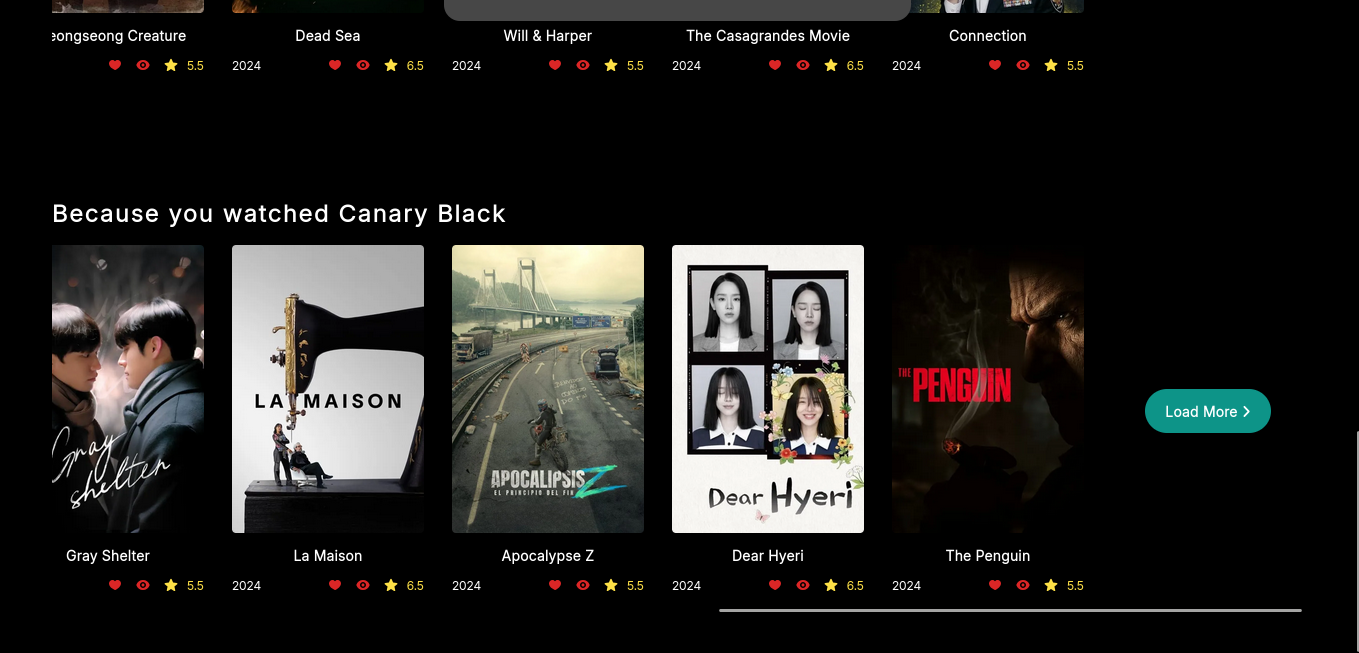 eongseong Creature
Dead Sea
Will & Harper
The Casagrandes Movie
Connection
5.5
2024
6.5
2024
5.5
2024
6.5
2024
5.5
Because you watched Canary Black
Gray
shelter
LA MAISON
APOCALIPSIS Z
EL PRINCIPIO DEL FIN
Dear Hyeri
THE
PENGUIN
Load More
Gray Shelter
La Maison
Apocalypse Z
Dear Hyeri
The Penguin
5.5
2024
6.5
2024
5.5
2024
6.5
2024
5.5